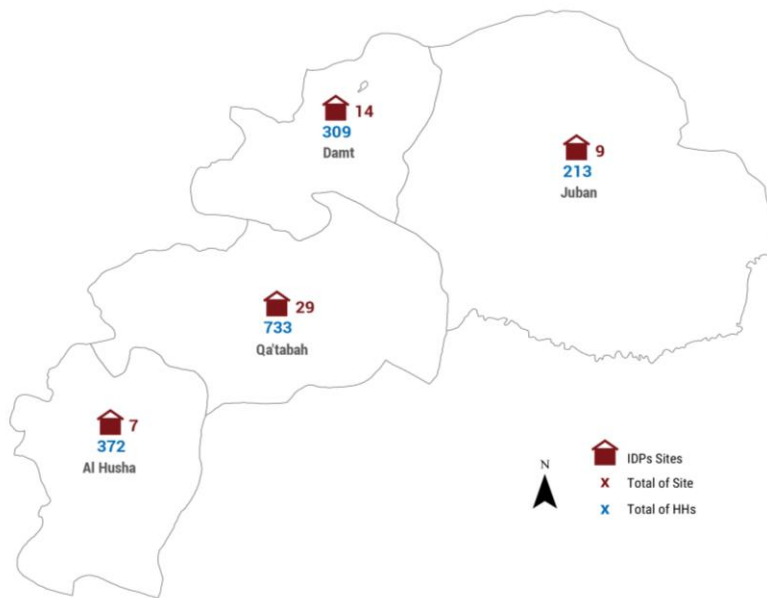 14
309
Damt
9
213
Juban
29
733
Qa'tabah
7
372
Al Husha
N
IDPs Sites
x Total of Site
x Total of HHs